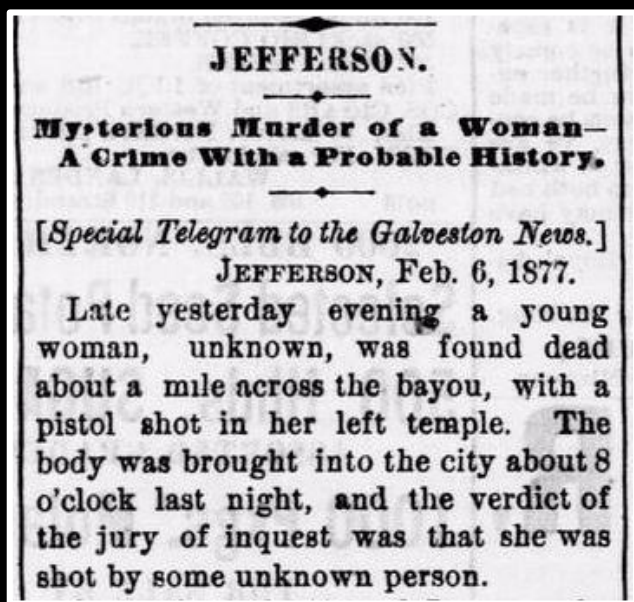 JEFFERSON.
Mysterious Murder of a Woman—
A Crime With a Probable History.
[Special Telegram to the Galveston News.]
JEFFERSON, Feb. 6, 1877.
Late yesterday evening a young
woman, unknown, was found dead
about a mile across the bayou, with a
pistol shot in her left temple. The
body was brought into the city about 8
o'clock last night, and the verdict of
the jury of inquest was that she was
shot by some unknown person.